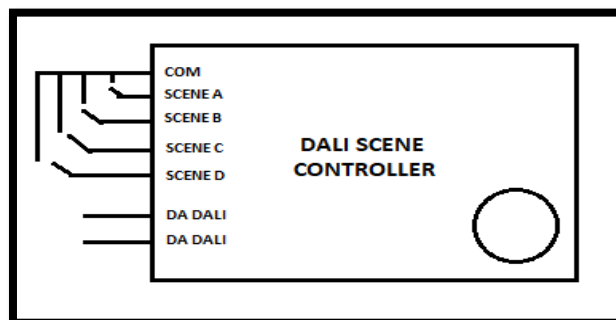 COM
SCENE A
SCENE B
SCENE C
SCENE D
DA DALI
DA DALI
DALI SCENE
CONTROLLER